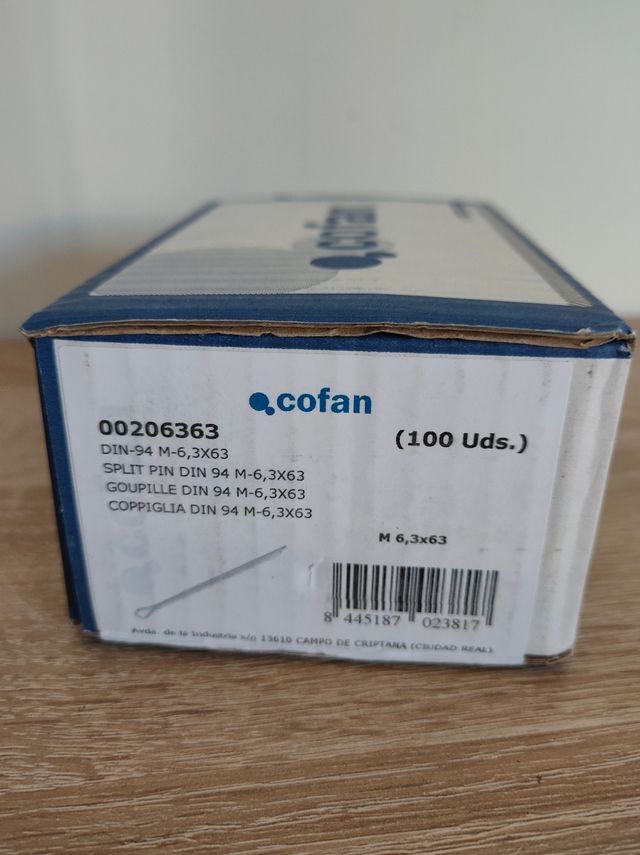 cofan
cofan
00206363
(100 Uds.)
DIN-94 M-6,3X63
SPLIT PIN DIN 94 M-6,3X63
GOUPILLE DIN 94 M-6,3X63
COPPIGLIA DIN 94 M-6,3X63
M 6,3x63
8 445187 023817
Avda. de la Industria s/n 13610 CAMPO DE CRIPTANA (CIUDAD REAL)